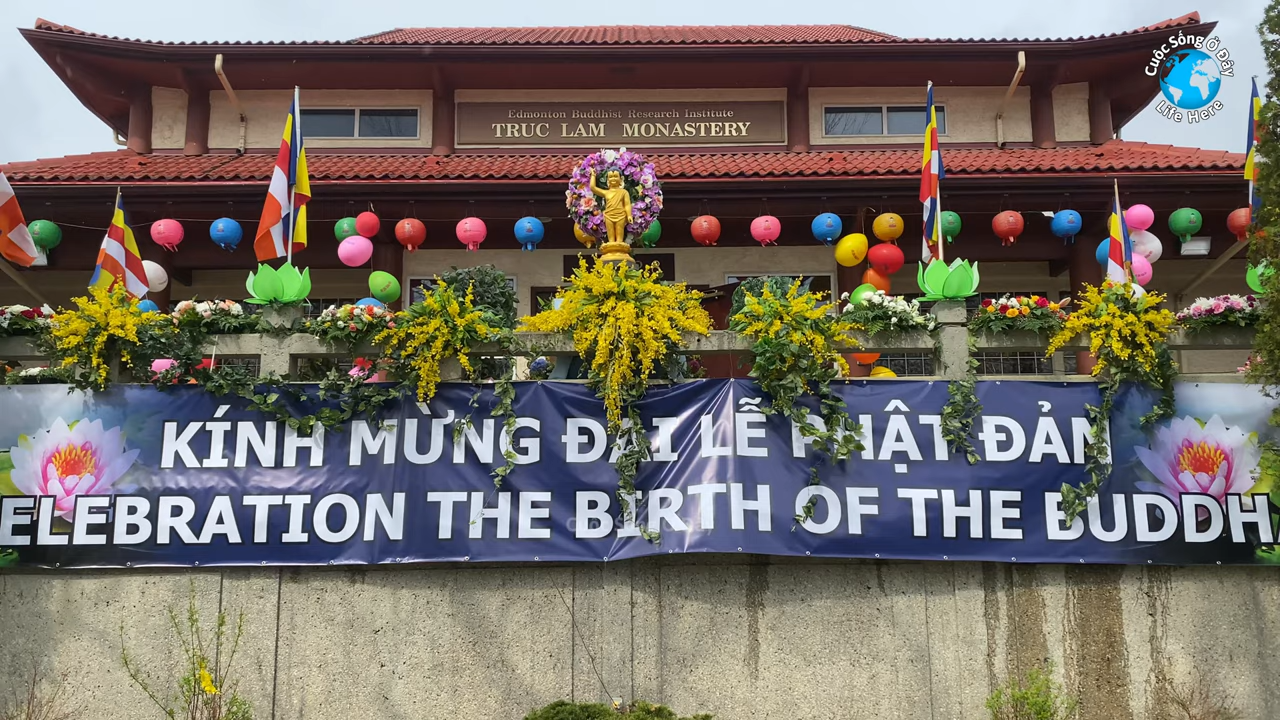 Cuộc Sống Ở Đây
Life Here
Edmonton Buddhist Research Institute
TRUC LAM MONASTERY
KÍNH MỪNG ĐẠI LỄ PHẬT ĐẢN
ELEBRATION THE BIRTH OF THE BUDDH